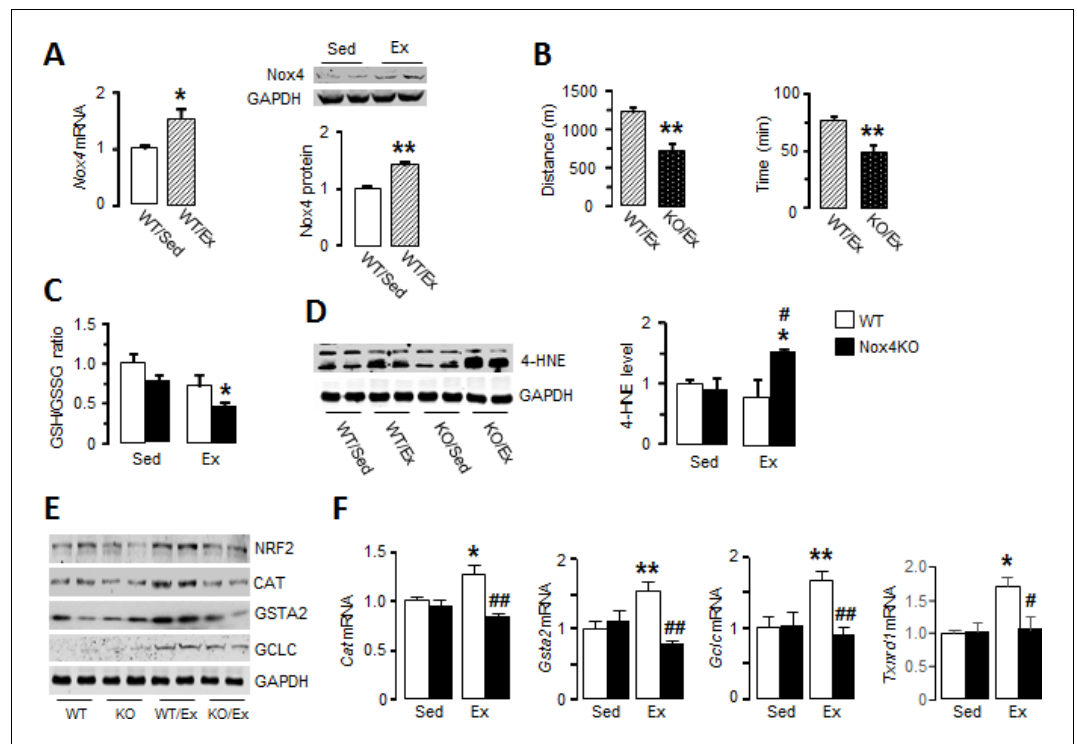 A
Nox4 mRNA
2
1
0
*
WT/Sed
WT/Ex
Sed Ex
Nox4
GAPDH
Nox4 protein
2
1
0
**
WT/Sed
WT/Ex
B
Distance (m)
1500
1250
1000
750
500
250
0
**
WT/Ex
KO/Ex
Time (min)
100
50
0
**
WT/Ex
KO/Ex
C
GSH/GSSG ratio
1.5
1.0
0.5
0
*
Sed Ex
D
4-HNE
GAPDH
WT/Sed
WT/Ex
KO/Sed
KO/Ex
4-HNE level
2
1
0
#
*
Sed Ex
WT
Nox4KO
E
NRF2
CAT
GSTA2
GCLC
GAPDH
WT KO WT/Ex KO/Ex
F
Cat mRNA
1.5
1.0
0.5
0
*
##
Sed Ex
Gsta2 mRNA
2
1
0
**
##
Sed Ex
Gclc mRNA
2
1
0
**
##
Sed Ex
Txnrd1 mRNA
2.0
1.5
1.0
0
*
#
Sed Ex